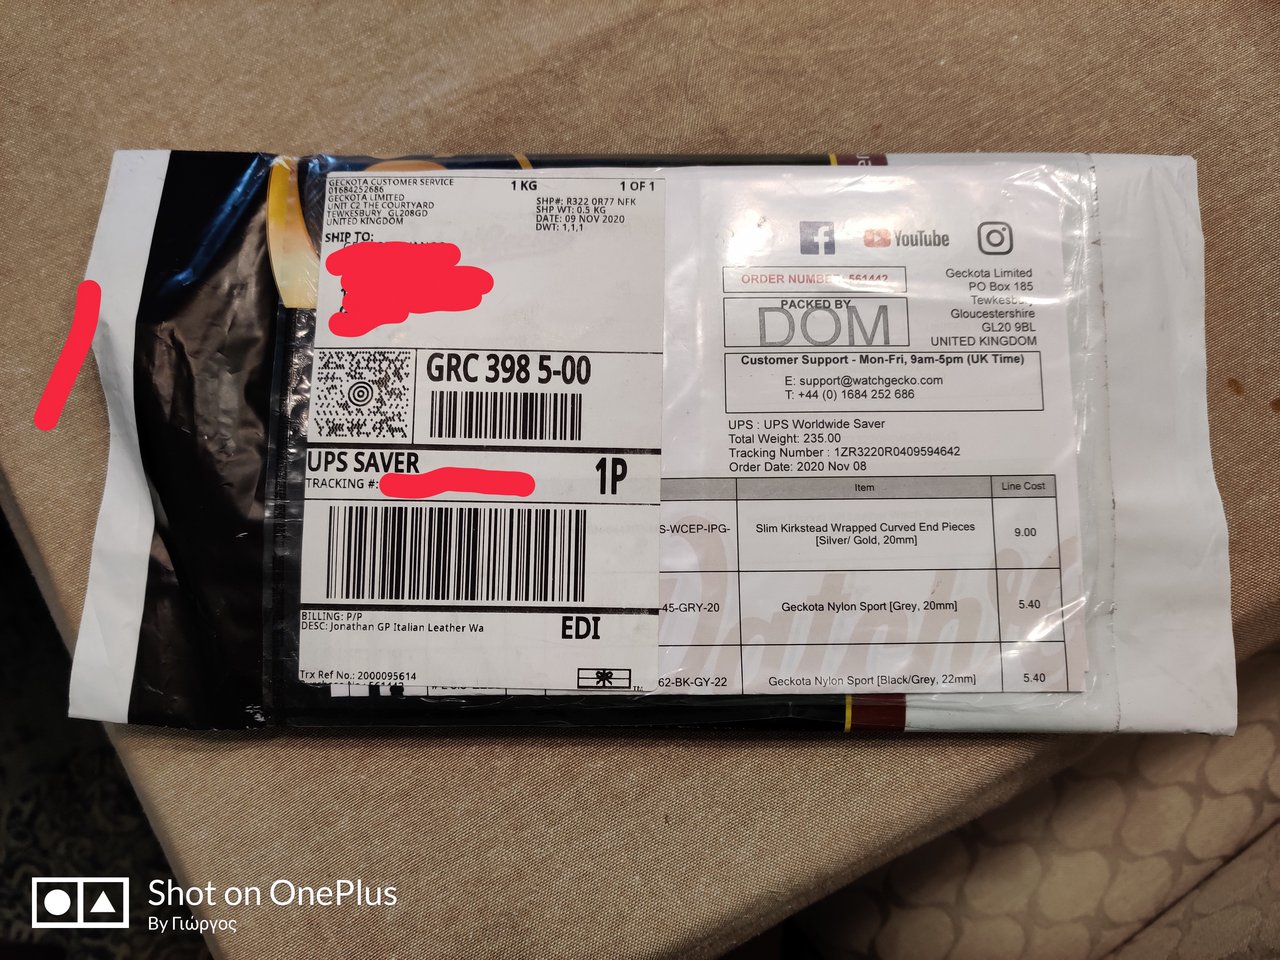 GECKOTA CUSTOMER SERVICE
01684252686
GECKOTA LIMITED
UNIT C2 THE COURTYARD
TEWKESBURY GL208GD
UNITED KINGDOM
1 KG
1 OF 1
SHP#: R322 0R77 NFK
SHP WT: 0.5 KG
DATE: 09 NOV 2020
DWT: 1,1,1
SHIP TO:
GRC 398 5-00
UPS SAVER
TRACKING #:
1P
BILLING: P/P
DESC: Jonathan GP Italian Leather Wa
EDI
Trx Ref No.: 2000095614
TM
YouTube
ORDER NUMBER 561442
PACKED BY
DOM
Geckota Limited
PO Box 185
Tewkesbury
Gloucestershire
GL20 9BL
UNITED KINGDOM
Customer Support - Mon-Fri, 9am-5pm (UK Time)
E: support@watchgecko.com
T: +44 (0) 1684 252 686
UPS : UPS Worldwide Saver
Total Weight: 235.00
Tracking Number : 1ZR3220R0409594642
Order Date: 2020 Nov 08
Item
Line Cost
S-WCEP-IPG-
Slim Kirkstead Wrapped Curved End Pieces
[Silver/ Gold, 20mm]
9.00
45-GRY-20
Geckota Nylon Sport [Grey, 20mm]
5.40
62-BK-GY-22
Geckota Nylon Sport [Black/Grey, 22mm]
5.40
Shot on OnePlus
By Γιώργος